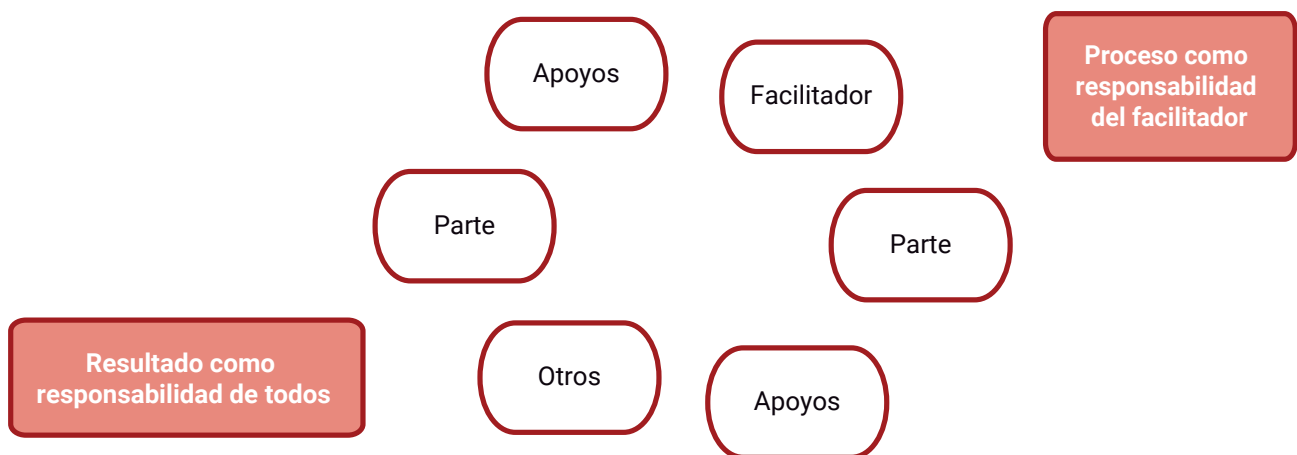 Apoyos
Facilitador
Proceso como
responsabilidad
del facilitador
Parte
Parte
Resultado como
responsabilidad de todos
Otros
Apoyos